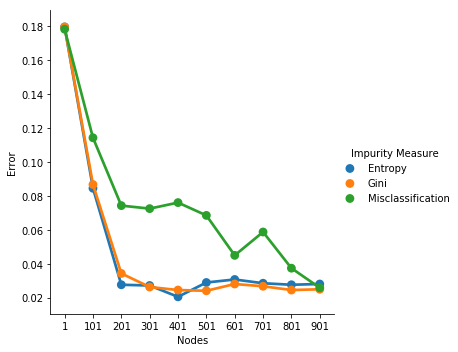 0.18
0.16
0.14
0.12
0.10
0.08
0.06
0.04
0.02
Error
1 101 201 301 401 501 601 701 801 901
Nodes
Impurity Measure
Entropy
Gini
Misclassification